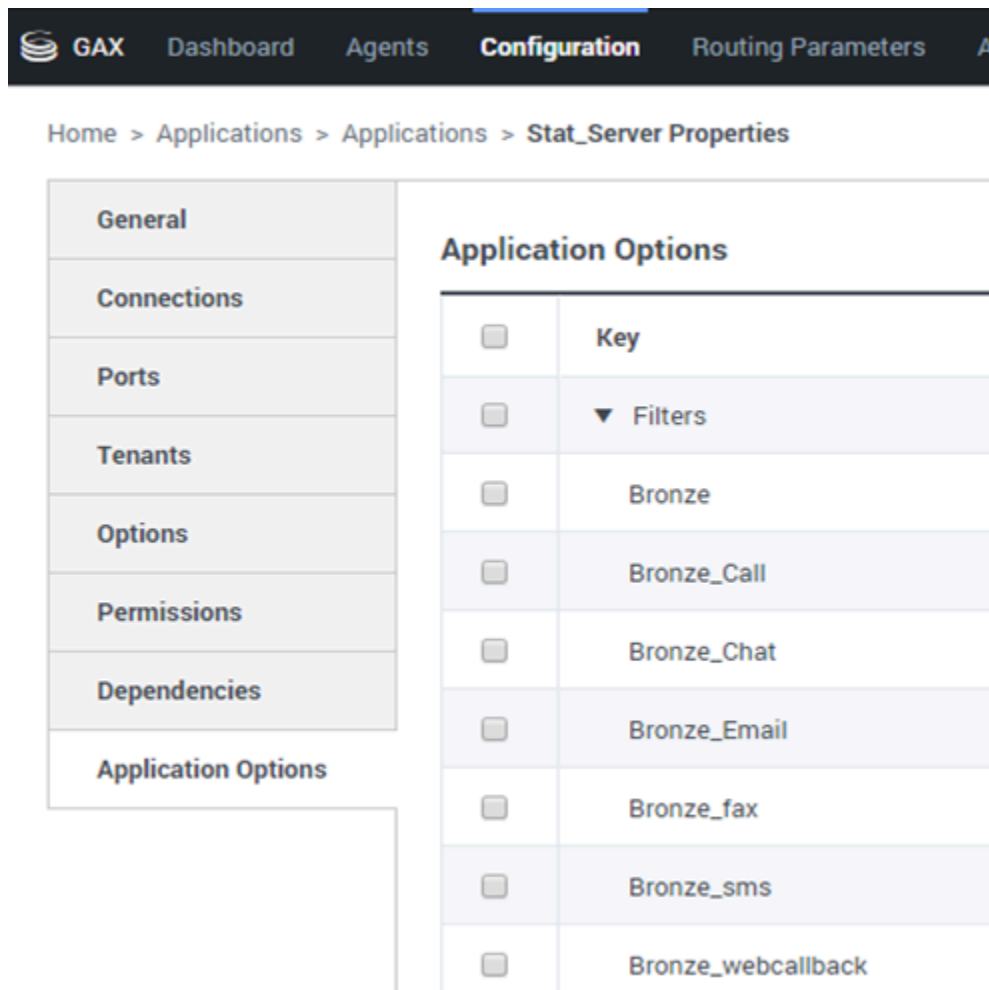 GAX Dashboard Agents Configuration Routing Parameters A
Home > Applications > Applications > Stat_Server Properties
General
Connections
Ports
Tenants
Options
Permissions
Dependencies
Application Options
Application Options
Key
Filters
Bronze
Bronze_Call
Bronze_Chat
Bronze_Email
Bronze_fax
Bronze_sms
Bronze_webcallback